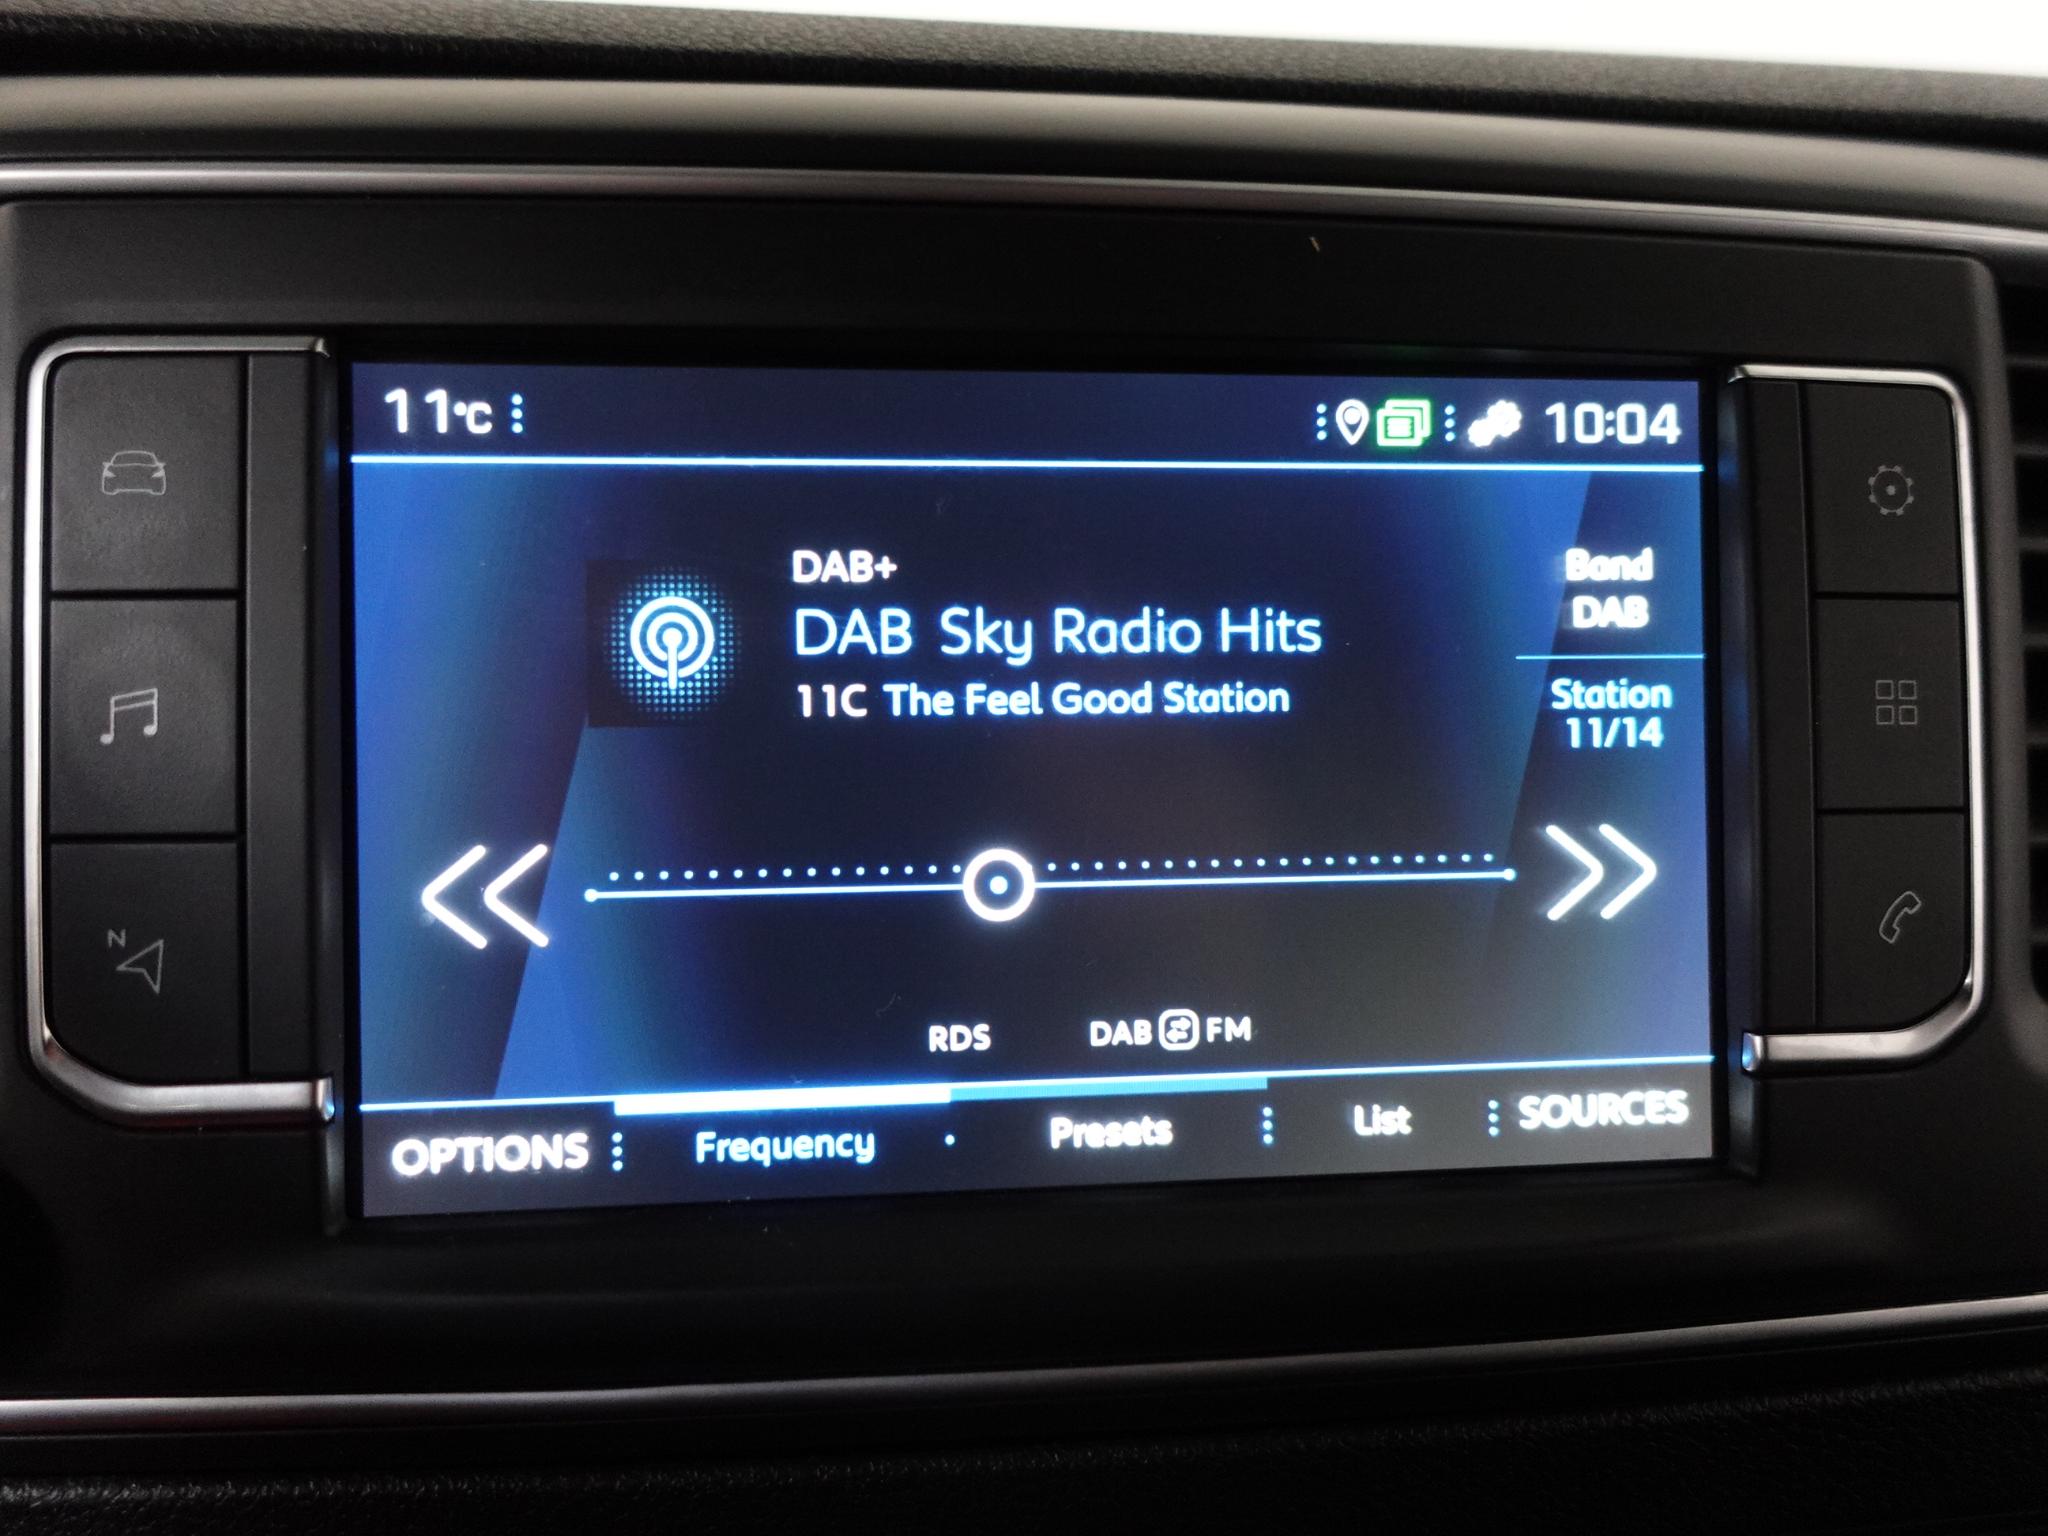 11°C
10:04
DAB+
DAB Sky Radio Hits
11C The Feel Good Station
Band
DAB
Station
11/14
N
RDS
DAB FM
OPTIONS
Frequency
Presets
List
SOURCES